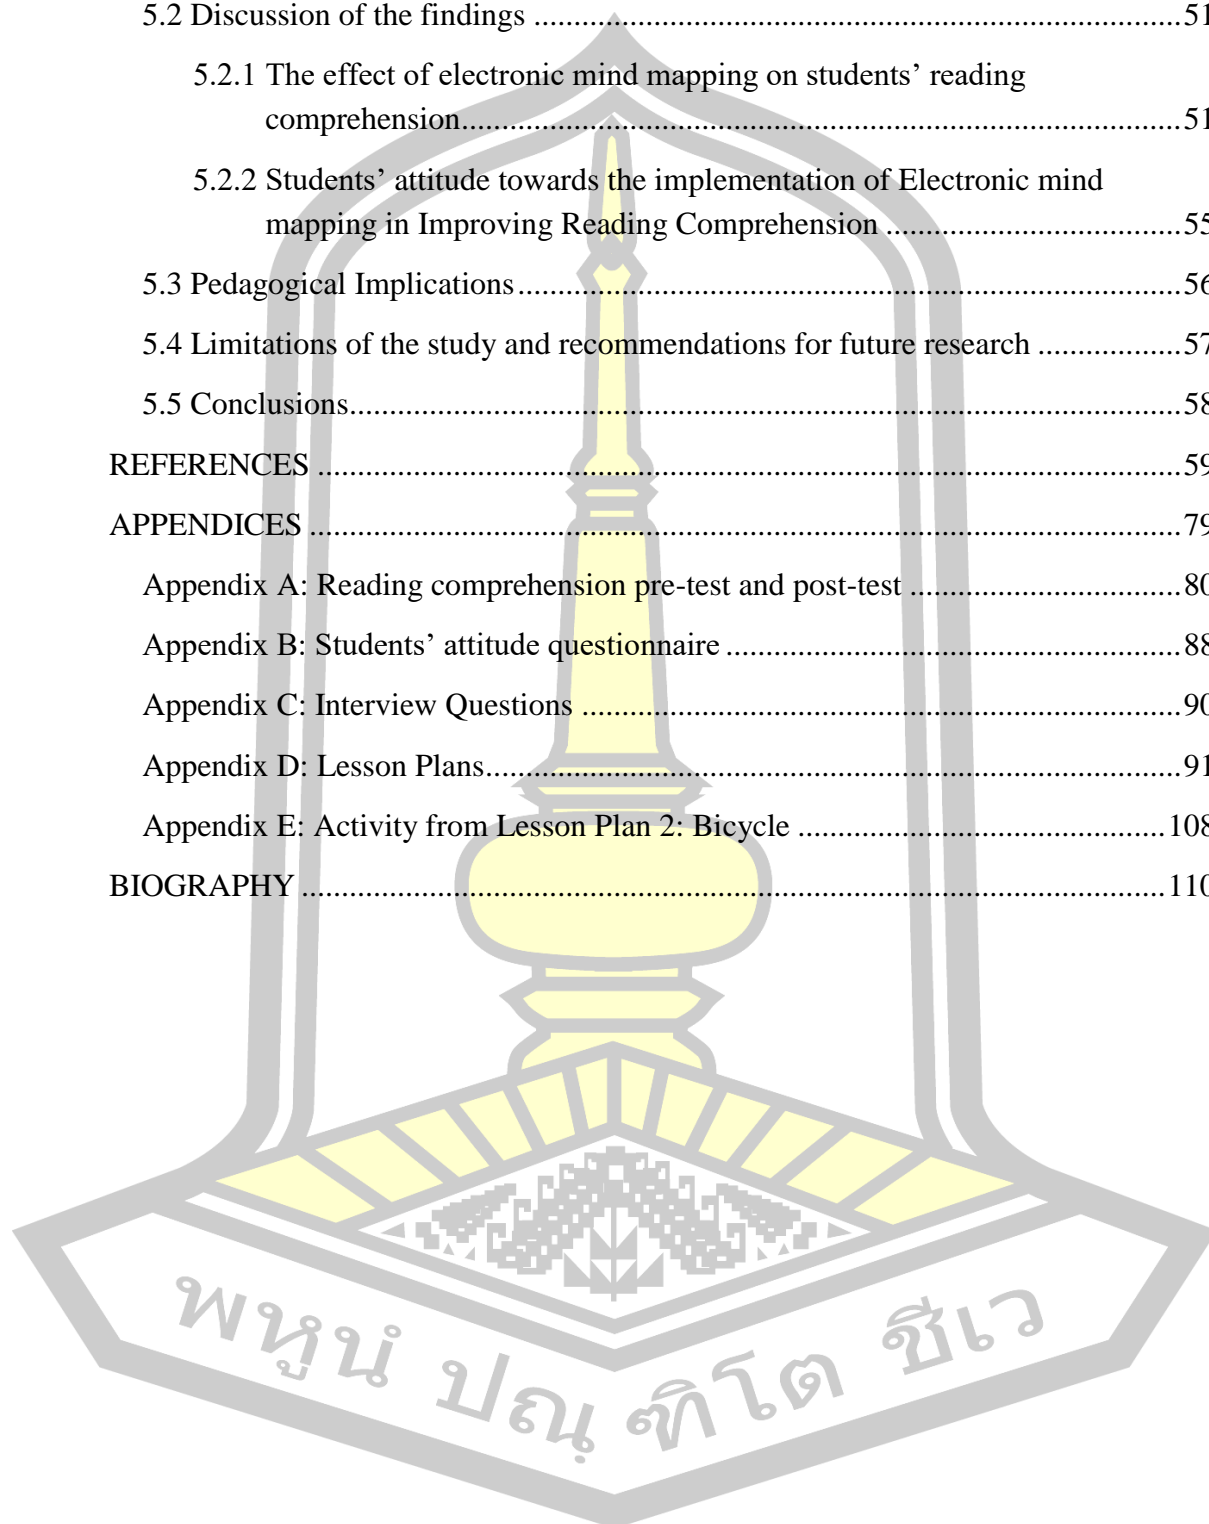 5.2 Discussion of the findings ........................................................................51
5.2.1 The effect of electronic mind mapping on students’ reading
comprehension................................................................................51
5.2.2 Students’ attitude towards the implementation of Electronic mind
mapping in Improving Reading Comprehension .................................55
5.3 Pedagogical Implications..........................................................................56
5.4 Limitations of the study and recommendations for future research .................57
5.5 Conclusions............................................................................................58
REFERENCES ................................................................................................59
APPENDICES .................................................................................................79
Appendix A: Reading comprehension pre-test and post-test ..............................80
Appendix B: Students’ attitude questionnaire ...................................................88
Appendix C: Interview Questions ...................................................................90
Appendix D: Lesson Plans..............................................................................91
Appendix E: Activity from Lesson Plan 2: Bicycle .........................................108
BIOGRAPHY ................................................................................................110
พหูนํ ปณฺฑิโต ชีเว